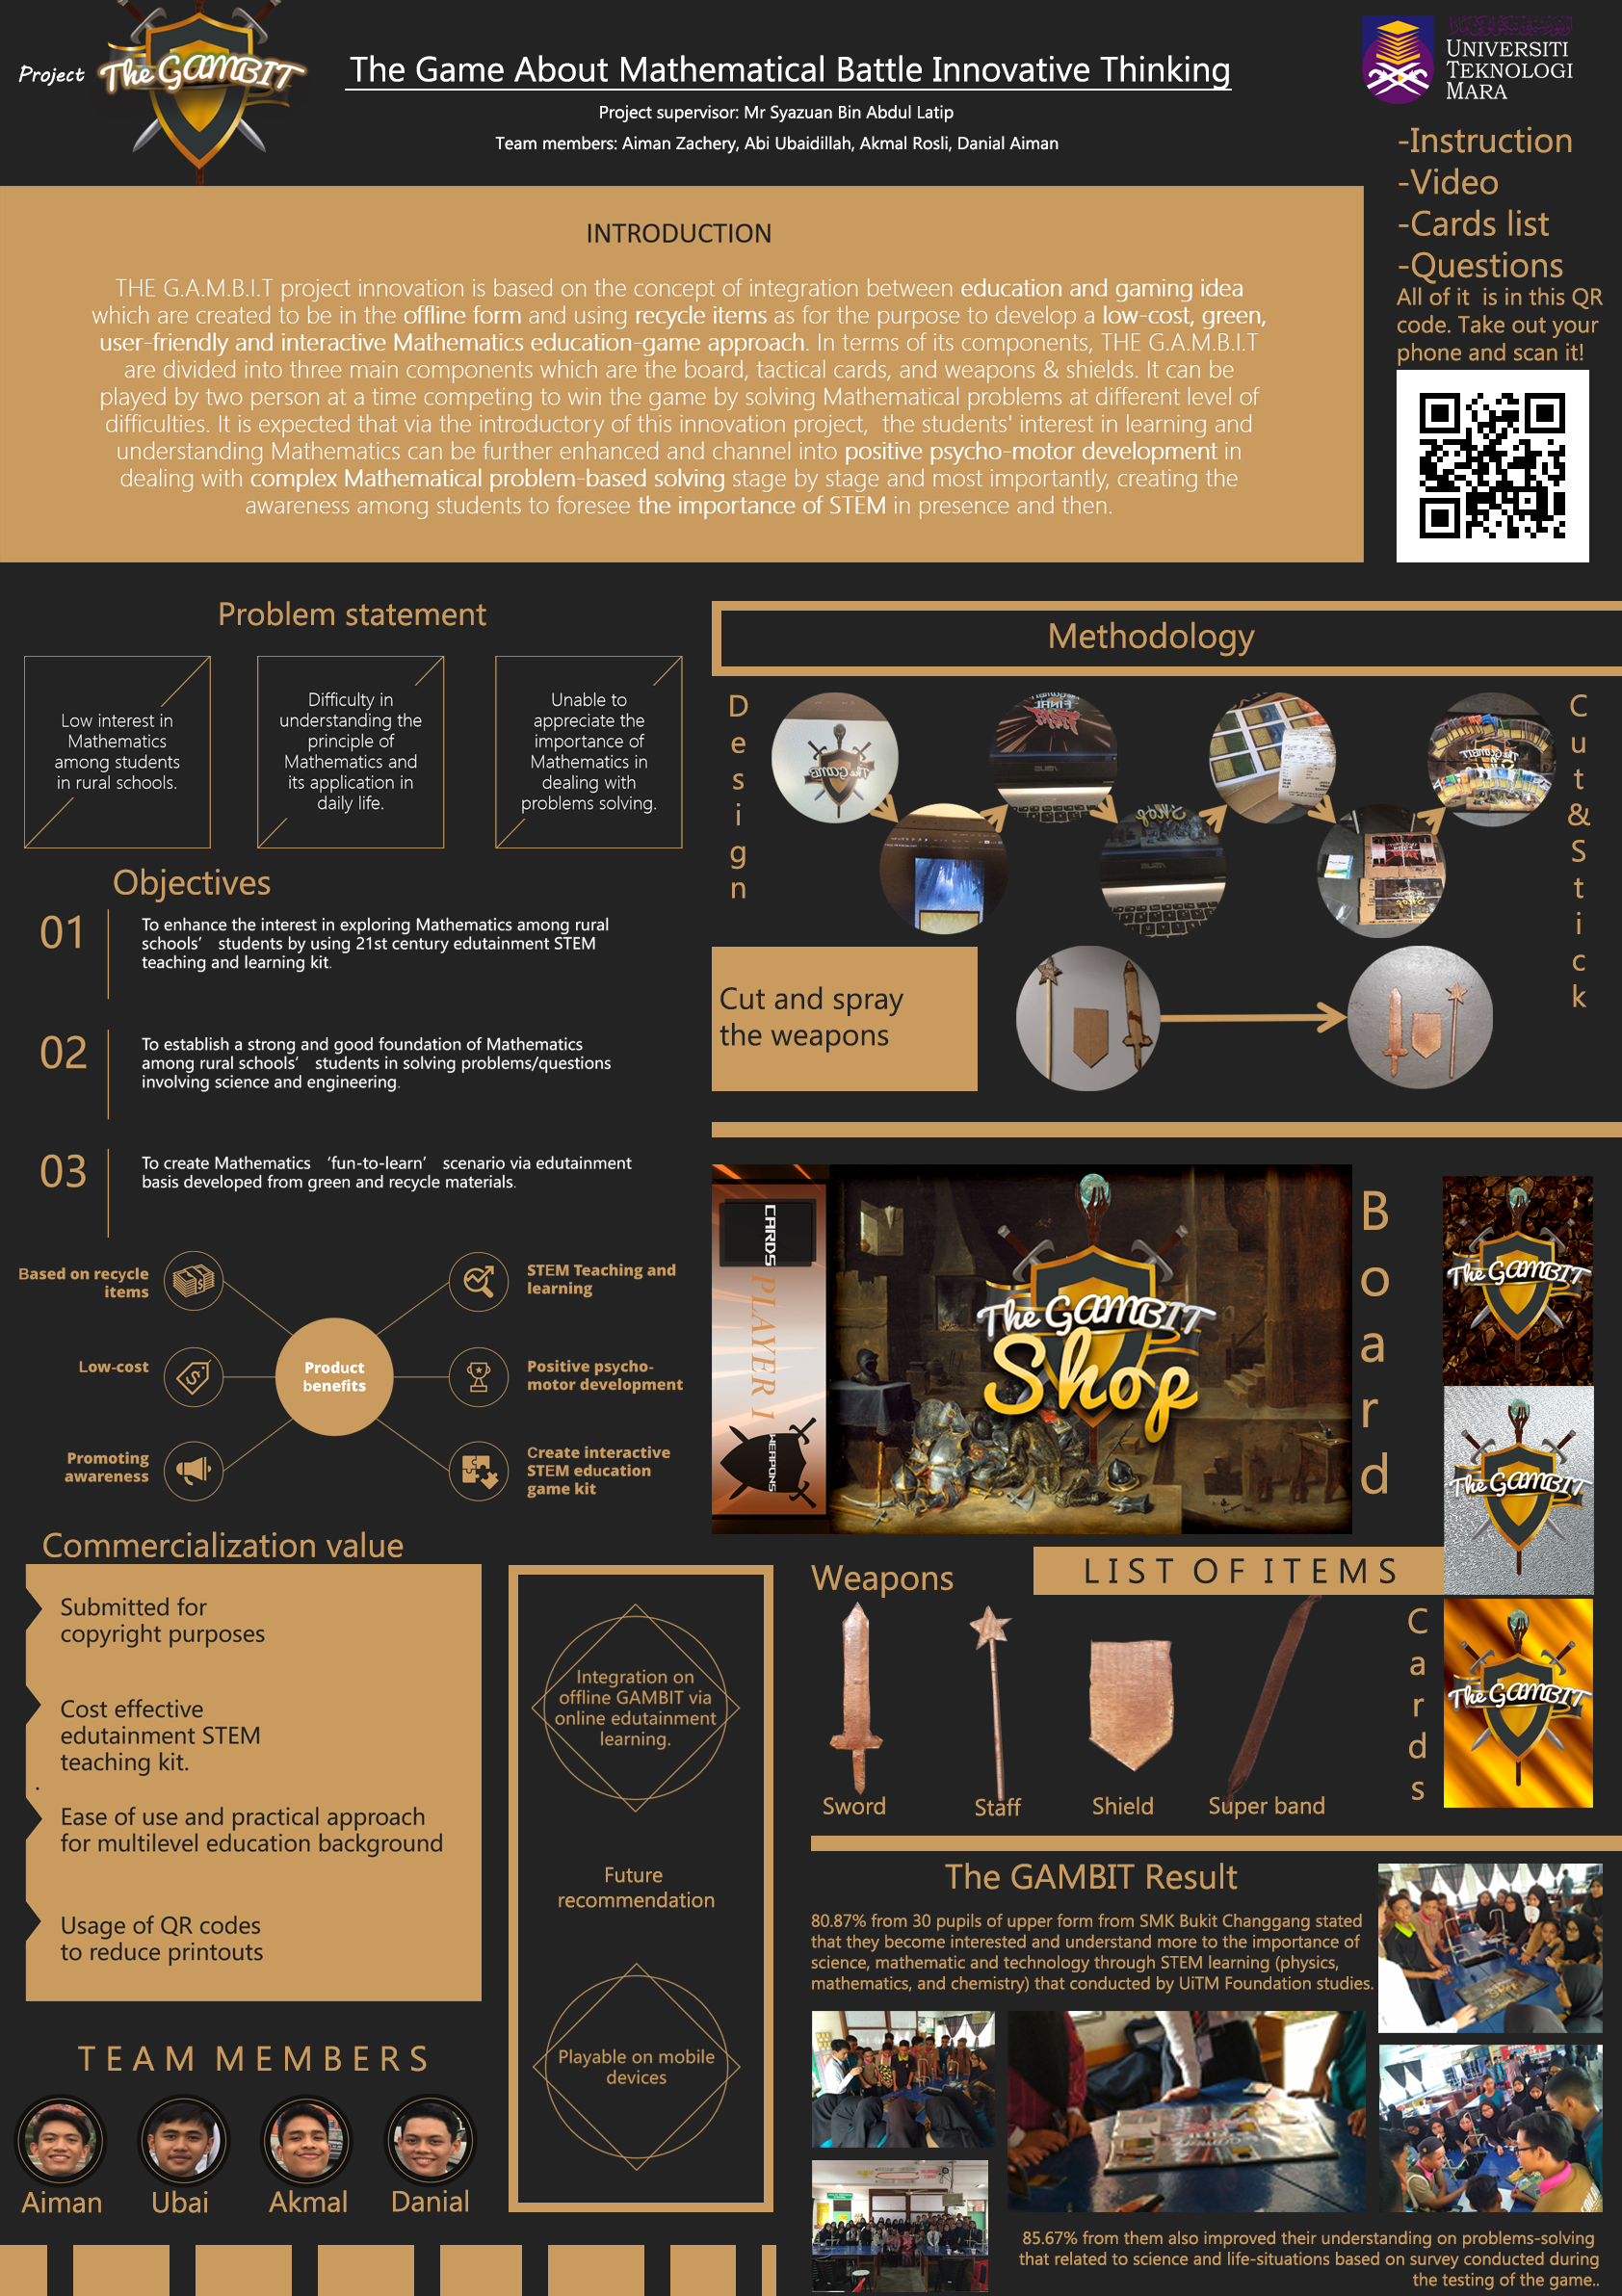 Project
The GAMBIT
The Game About Mathematical Battle Innovative Thinking
Project supervisor: Mr Syazuan Bin Abdul Latip
Team members: Aiman Zachery, Abi Ubaidillah, Akmal Rosli, Danial Aiman
UNIVERSITI
TEKNOLOGI
MARA
-Instruction
-Video
-Cards list
-Questions
All of it is in this QR
code. Take out your
phone and scan it!
INTRODUCTION
THE G.A.M.B.I.T project innovation is based on the concept of integration between education and gaming idea
which are created to be in the offline form and using recycle items as for the purpose to develop a low-cost, green,
user-friendly and interactive Mathematics education-game approach. In terms of its components, THE G.A.M.B.I.T
are divided into three main components which are the board, tactical cards, and weapons & shields. It can be
played by two person at a time competing to win the game by solving Mathematical problems at different level of
difficulties. It is expected that via the introductory of this innovation project, the students' interest in learning and
understanding Mathematics can be further enhanced and channel into positive psycho-motor development in
dealing with complex Mathematical problem-based solving stage by stage and most importantly, creating the
awareness among students to foresee the importance of STEM in presence and then.
Problem statement
Low interest in
Mathematics
among students
in rural schools.
Difficulty in
understanding the
principle of
Mathematics and
its application in
daily life.
Unable to
appreciate the
importance of
Mathematics in
dealing with
problems solving.
Objectives
01
To enhance the interest in exploring Mathematics among rural
schools’ students by using 21st century edutainment STEM
teaching and learning kit.
02
To establish a strong and good foundation of Mathematics
among rural schools’ students in solving problems/questions
involving science and engineering.
03
To create Mathematics ‘fun-to-learn’ scenario via edutainment
basis developed from green and recycle materials.
Based on recycle
items
Low-cost
Promoting
awareness
Product
benefits
STEM Teaching and
learning
Positive psycho-
motor development
Create interactive
STEM education
game kit
Methodology
Design
Cut&Stick
Cut and spray
the weapons
CARDS
PLAYER 1
WEAPONS
The GAMBIT
Shop
Board
The GAMBIT
The GAMBIT
The GAMBIT
LIST OF ITEMS
Weapons
Sword
Staff
Shield
Super band
Cards
Commercialization value
Submitted for
copyright purposes
Cost effective
edutainment STEM
teaching kit.
.
Ease of use and practical approach
for multilevel education background
Usage of QR codes
to reduce printouts
Integration on
offline GAMBIT via
online edutainment
learning.
Future
recommendation
Playable on mobile
devices
The GAMBIT Result
80.87% from 30 pupils of upper form from SMK Bukit Changgang stated
that they become interested and understand more to the importance of
science, mathematic and technology through STEM learning (physics,
mathematics, and chemistry) that conducted by UiTM Foundation studies.
85.67% from them also improved their understanding on problems-solving
that related to science and life-situations based on survey conducted during
the testing of the game..
TEAM MEMBERS
Aiman
Ubai
Akmal
Danial